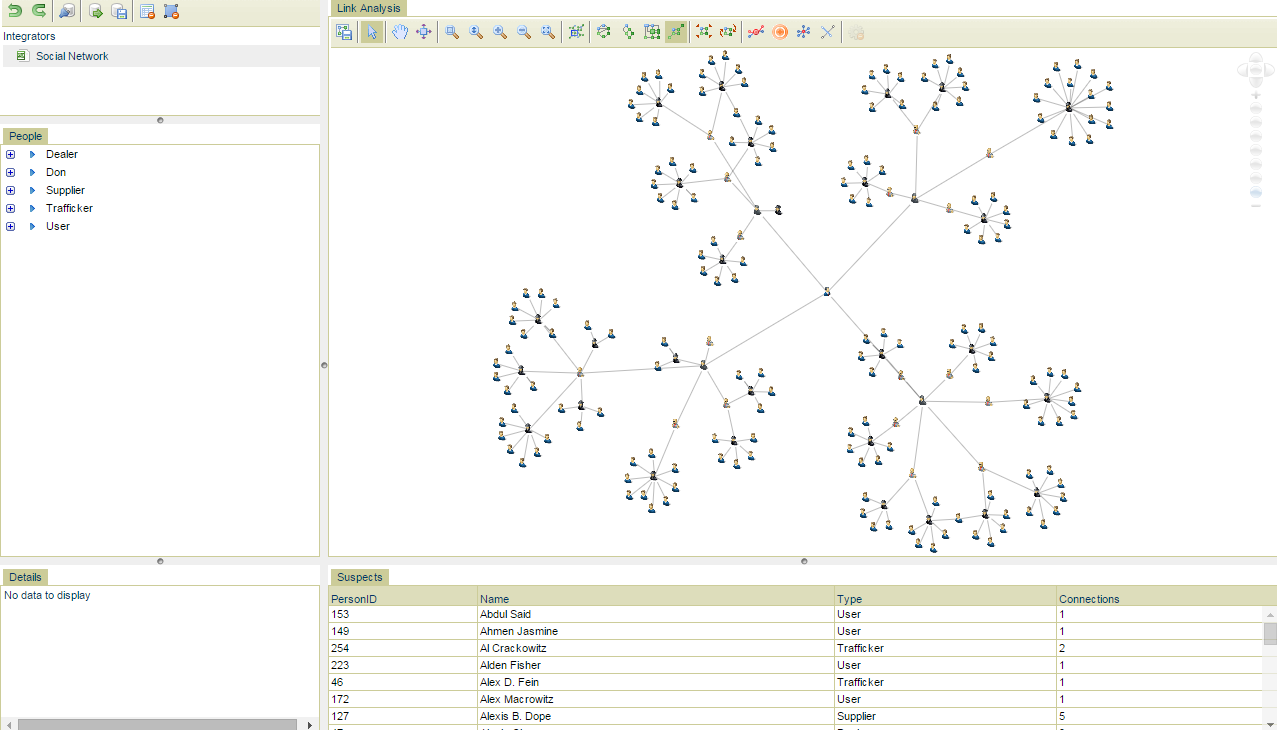 Link Analysis
Integrators
Social Network
People
Dealer
Don
Supplier
Trafficker
User
Details
No data to display
Suspects
PersonID Name Type Connections
153 Abdul Said User 1
149 Ahmen Jasmine User 1
254 Al Crackowitz Trafficker 2
223 Alden Fisher User 1
46 Alex D. Fein Trafficker 1
172 Alex Macrowitz User 1
127 Alexis B. Dope Supplier 5